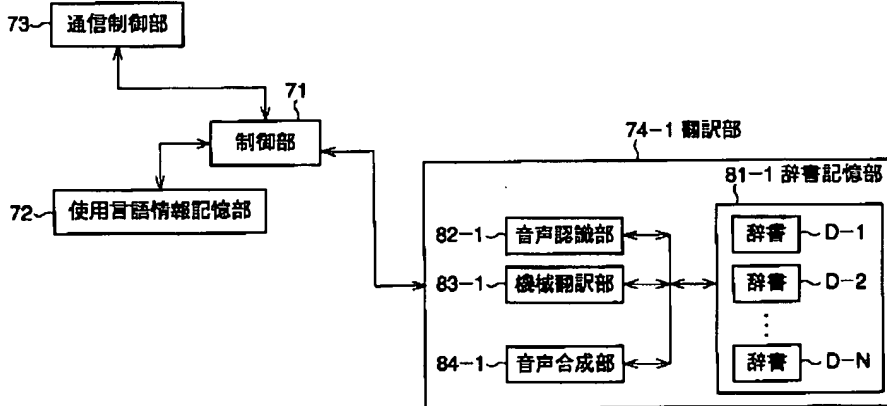 73 通信制御部
71
制御部
74-1 翻訳部
81-1 辞書記憶部
72 使用言語情報記憶部
82-1 音声認識部
辞書 D-1
83-1 機械翻訳部
辞書 D-2
84-1 音声合成部
辞書 D-N